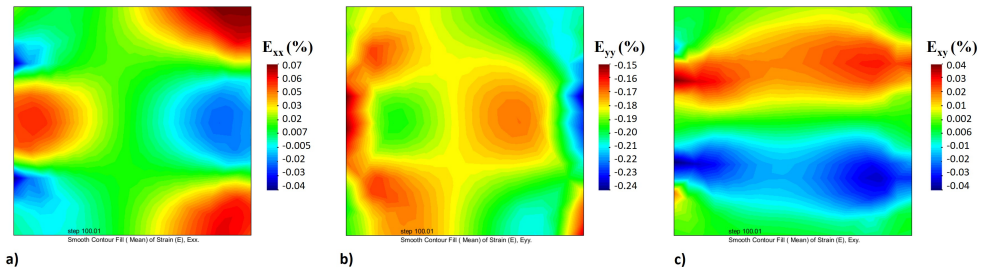 E_xx (%)
0.07
0.05
0.04
0.03
0.02
0.007
-0.005
-0.02
-0.03
-0.04
step 100.01
Smooth Contour Fill ( Mean) of Strain (E), Exx.
a)
E_yy (%)
-0.15
-0.16
-0.17
-0.18
-0.19
-0.20
-0.21
-0.22
-0.23
-0.24
step 100.01
Smooth Contour Fill ( Mean) of Strain (E), Eyy.
b)
E_xy (%)
0.04
0.03
0.02
0.01
0.006
-0.002
-0.01
-0.02
-0.03
-0.04
step 100.01
Smooth Contour Fill ( Mean) of Strain (E), Exy.
c)